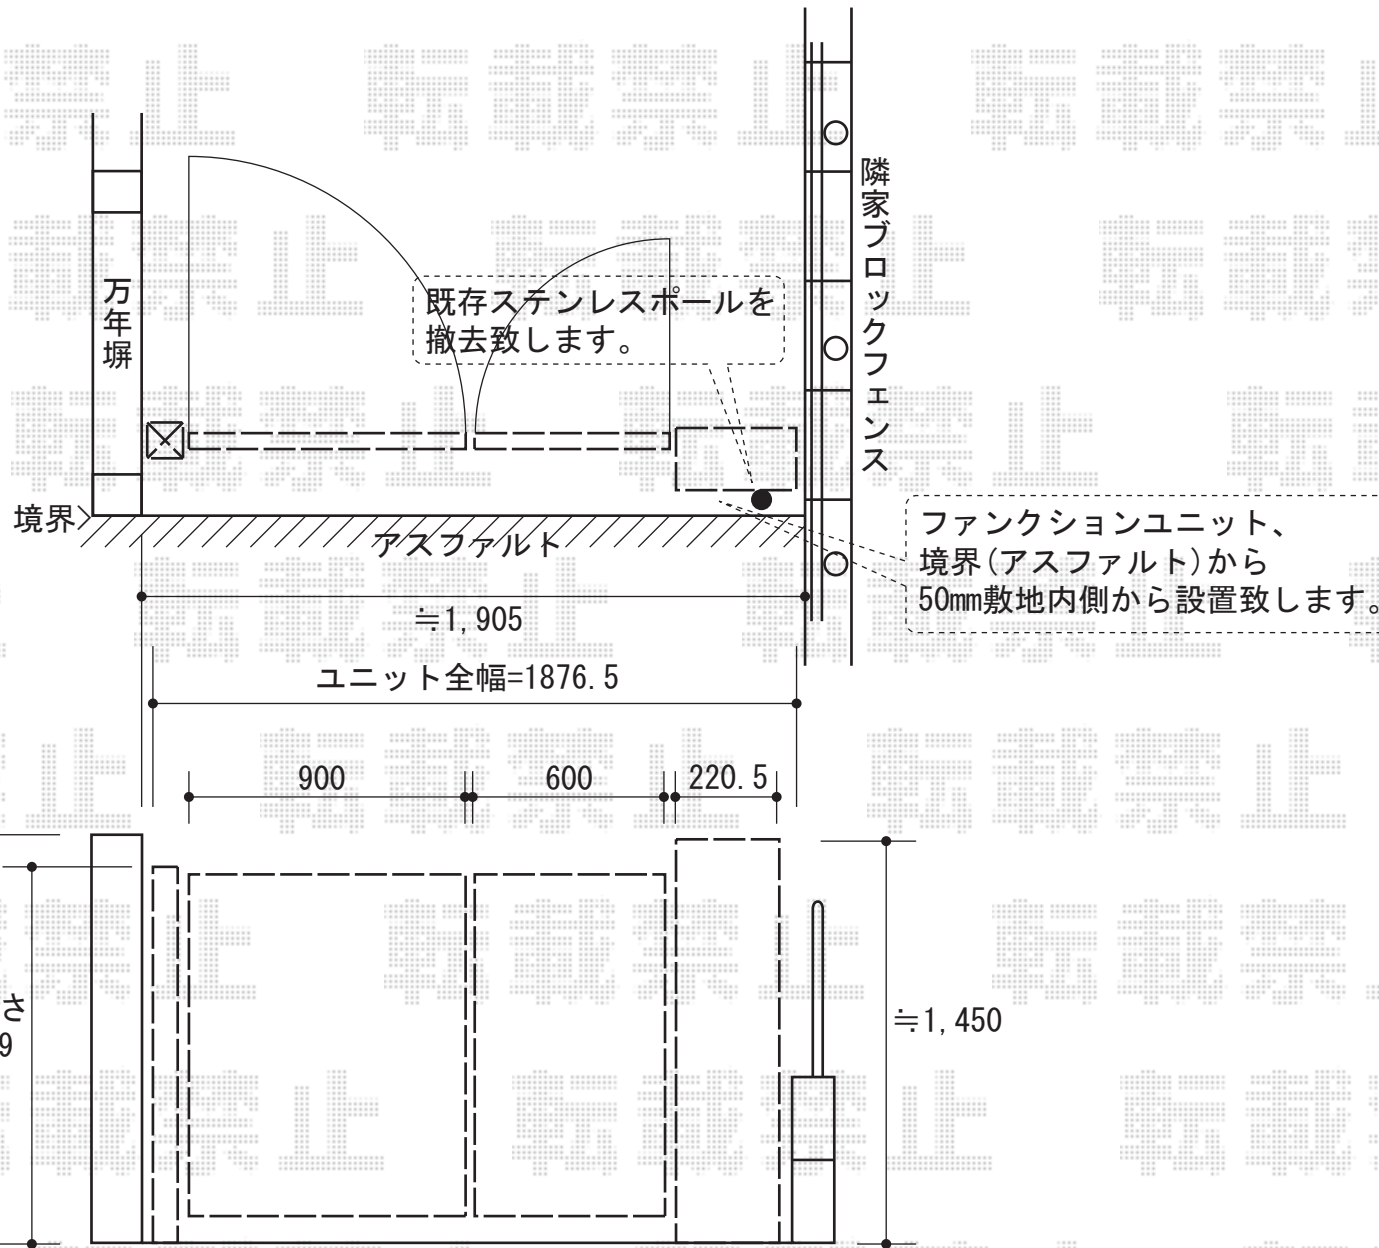 転載禁止
隣家ブロックフェンス
万年塀
既存ステンレスポールを
撤去致します。
境界
アスファルト
ファンクションユニット、
境界(アスファルト)から
50mm敷地内側から設置致します。
≒1,905
ユニット全幅=1876.5
900
600
220.5
さ
9
≒1,450